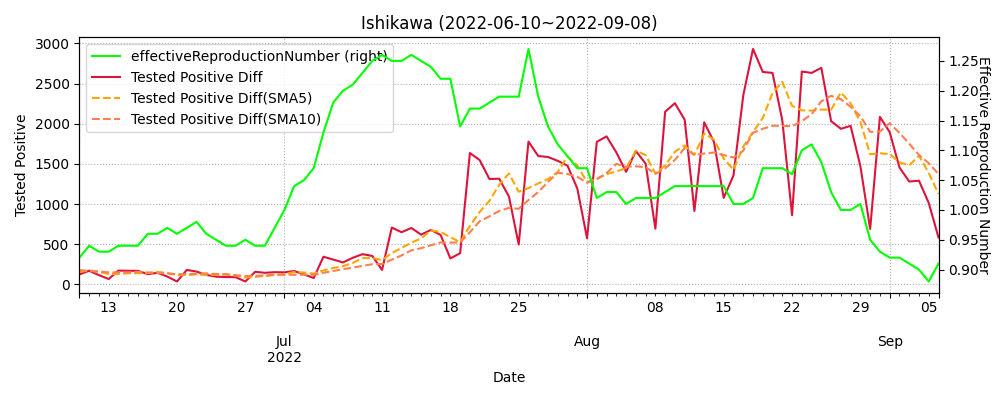 Ishikawa (2022-06-10~2022-09-08)
effectiveReproductionNumber (right)
Tested Positive Diff
Tested Positive Diff(SMA5)
Tested Positive Diff(SMA10)
Tested Positive
3000
2500
2000
1500
1000
500
0
1.25
1.20
1.15
1.10
1.05
1.00
0.95
0.90
Effective Reproduction Number
13 20 27 04 11 18 25 08 15 22 29 05
Jul Aug Sep
2022
Date